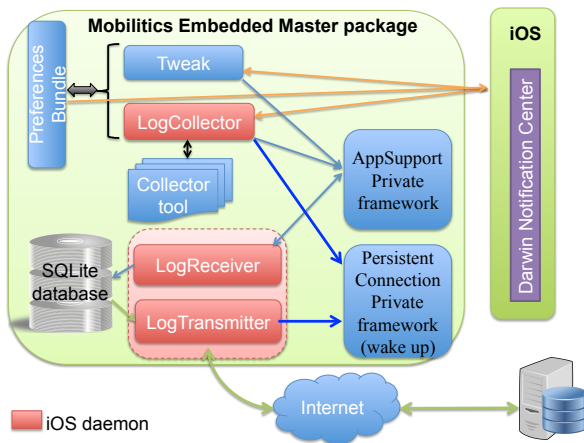 Mobilitics Embedded Master package
iOS
Preferences
Bundle
Tweak
LogCollector
Collector
tool
AppSupport
Private
framework
Darwin Notification Center
SQLite
database
LogReceiver
LogTransmitter
Persistent
Connection
Private
framework
(wake up)
Internet
iOS daemon